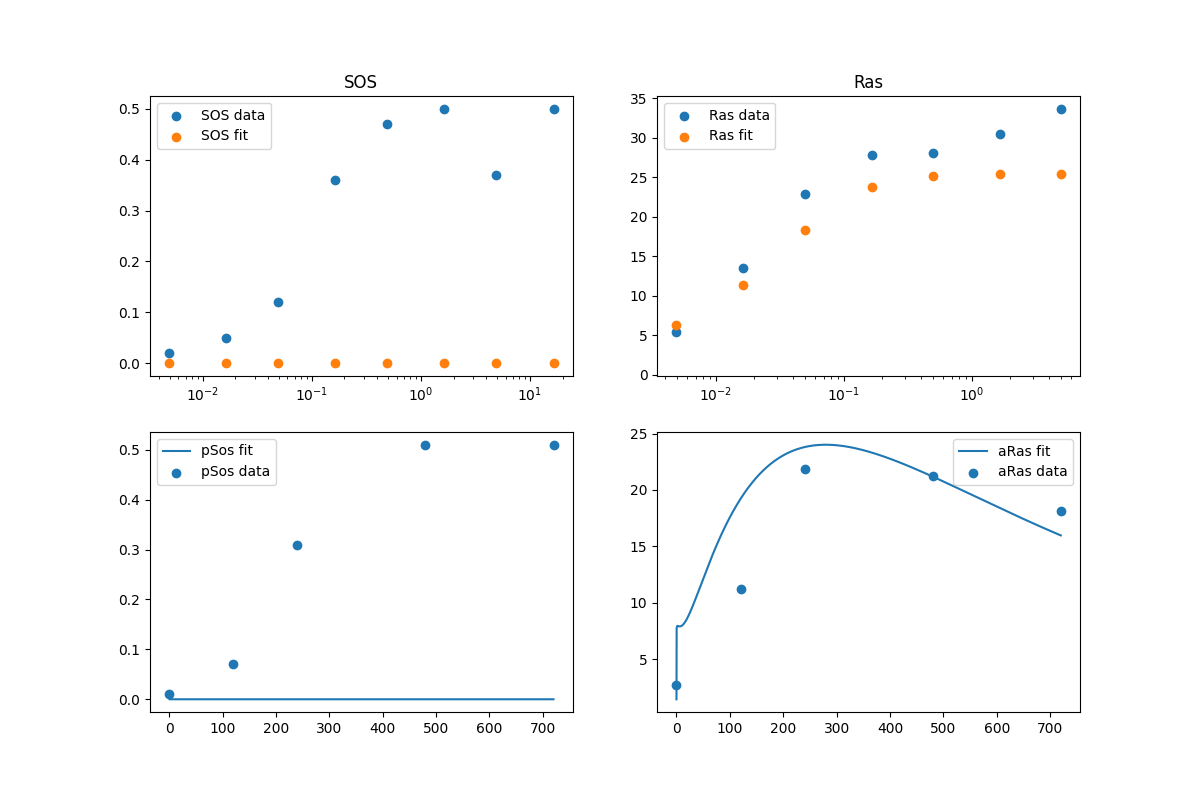 SOS
SOS data
SOS fit
0.5
0.4
0.3
0.2
0.1
0.0
10⁻² 10⁻¹ 10⁰ 10¹
Ras
Ras data
Ras fit
35
30
25
20
15
10
5
0
10⁻² 10⁻¹ 10⁰
pSos fit
pSos data
0.5
0.4
0.3
0.2
0.1
0.0
0 100 200 300 400 500 600 700
aRas fit
aRas data
25
20
15
10
5
0 100 200 300 400 500 600 700